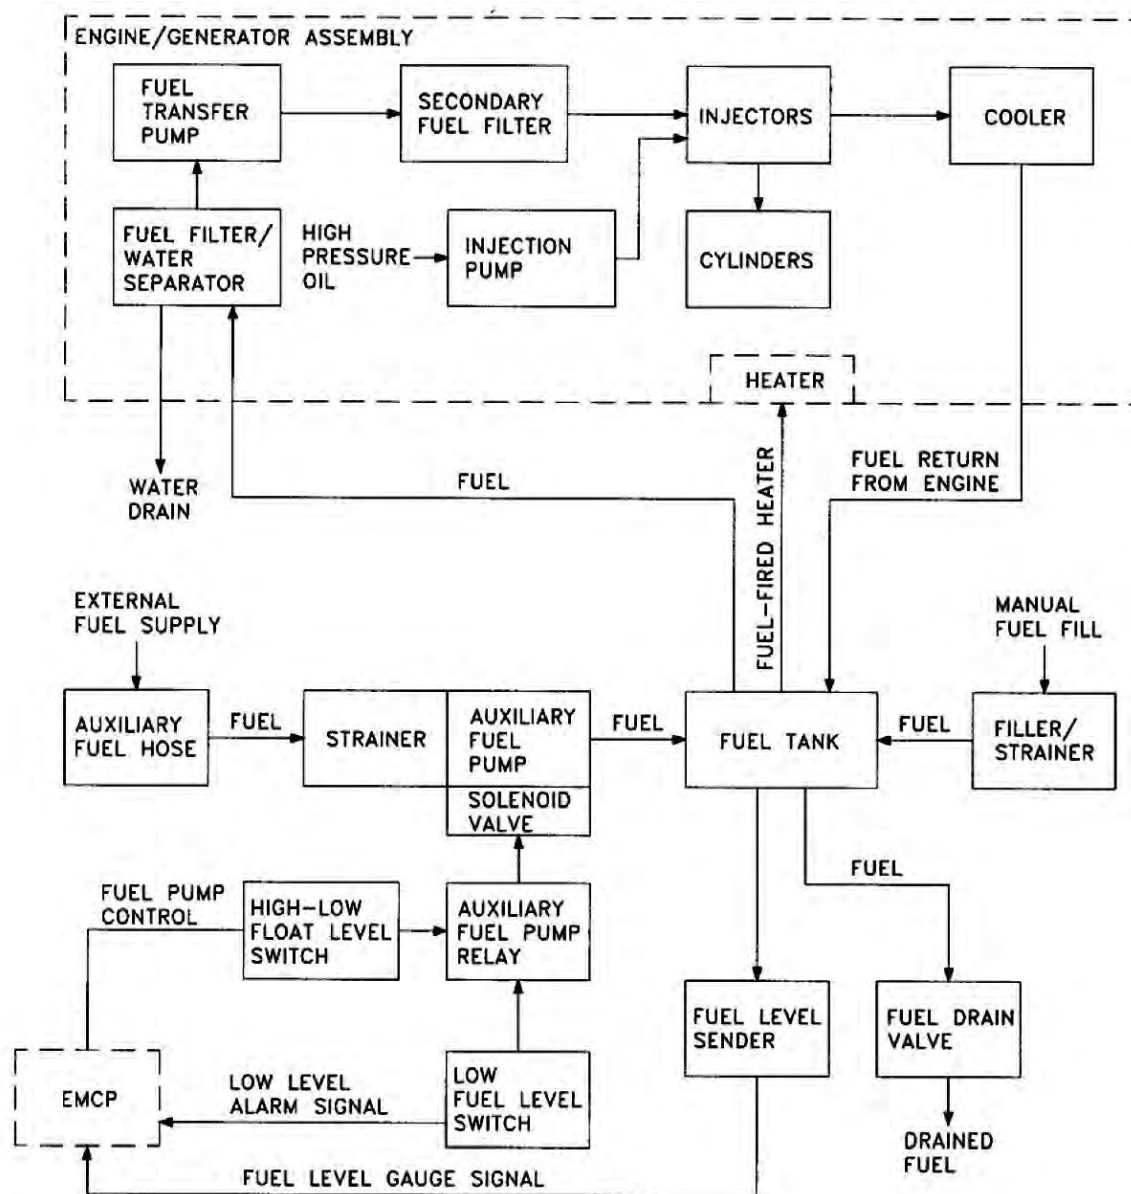 ENGINE/GENERATOR ASSEMBLY
FUEL
TRANSFER
PUMP
SECONDARY
FUEL FILTER
INJECTORS
COOLER
FUEL FILTER/
WATER
SEPARATOR
HIGH
PRESSURE
OIL
INJECTION
PUMP
CYLINDERS
HEATER
WATER
DRAIN
FUEL
FUEL-FIRED HEATER
FUEL RETURN
FROM ENGINE
EXTERNAL
FUEL SUPPLY
MANUAL
FUEL FILL
AUXILIARY
FUEL HOSE
FUEL
STRAINER
AUXILIARY
FUEL
PUMP
FUEL
FUEL TANK
FUEL
FILLER/
STRAINER
SOLENOID
VALVE
FUEL PUMP
CONTROL
HIGH-LOW
FLOAT LEVEL
SWITCH
AUXILIARY
FUEL PUMP
RELAY
FUEL
FUEL LEVEL
SENDER
FUEL DRAIN
VALVE
EMCP
LOW LEVEL
ALARM SIGNAL
LOW
FUEL LEVEL
SWITCH
DRAINED
FUEL
FUEL LEVEL GAUGE SIGNAL